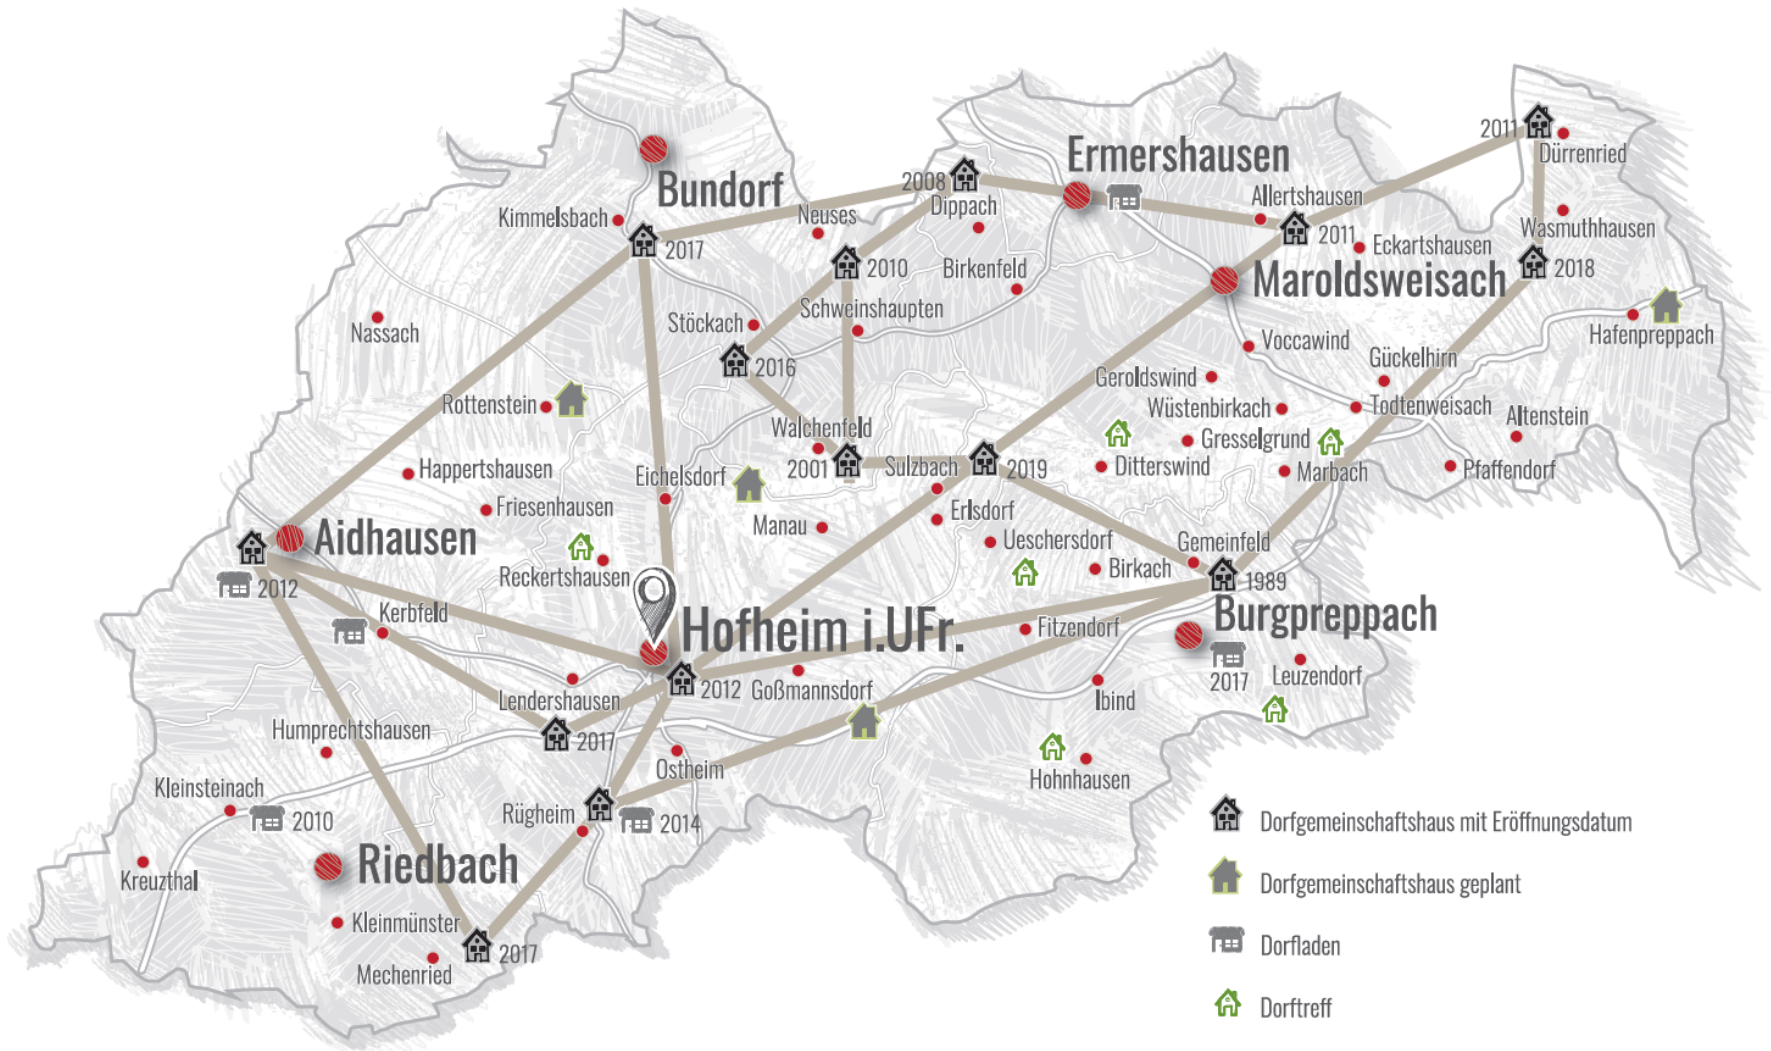 2011
Dürrenried
Ermershausen
Bundorf
2008
Dippach
Allertshausen
Kimmelsbach
Neuses
2011
Eckartshausen
Wasmuthhausen
2017
2010
Birkenfeld
Maroldsweisach
2018
Schweinshaupten
Stöckach
Nassach
Hafenpreppach
Voccawind
Gückelhirn
2016
Geroldswind
Rottenstein
Wüstenbirkach
Todtenweisach
Altenstein
Walchenfeld
Gresselgrund
Happertshausen
2001
Sulzbach
2019
Ditterswind
Marbach
Pfaffendorf
Eichelsdorf
Friesenhausen
Manau
Erlsdorf
Aidhausen
Ueschersdorf
Gemeinfeld
Reckertshausen
Birkach
2012
1989
Kerbfeld
Burgpreppach
Hofheim i.UFr.
Fitzendorf
2012
Goßmannsdorf
2017
Leuzendorf
Lendershausen
Ibind
Humprechtshausen
2017
Ostheim
Hohnhausen
Kleinsteinach
2010
Rügheim
2014
Riedbach
Kreuzthal
Kleinmünster
2017
Mechenried
Dorfgemeinschaftshaus mit Eröffnungsdatum
Dorfgemeinschaftshaus geplant
Dorfladen
Dorftreff